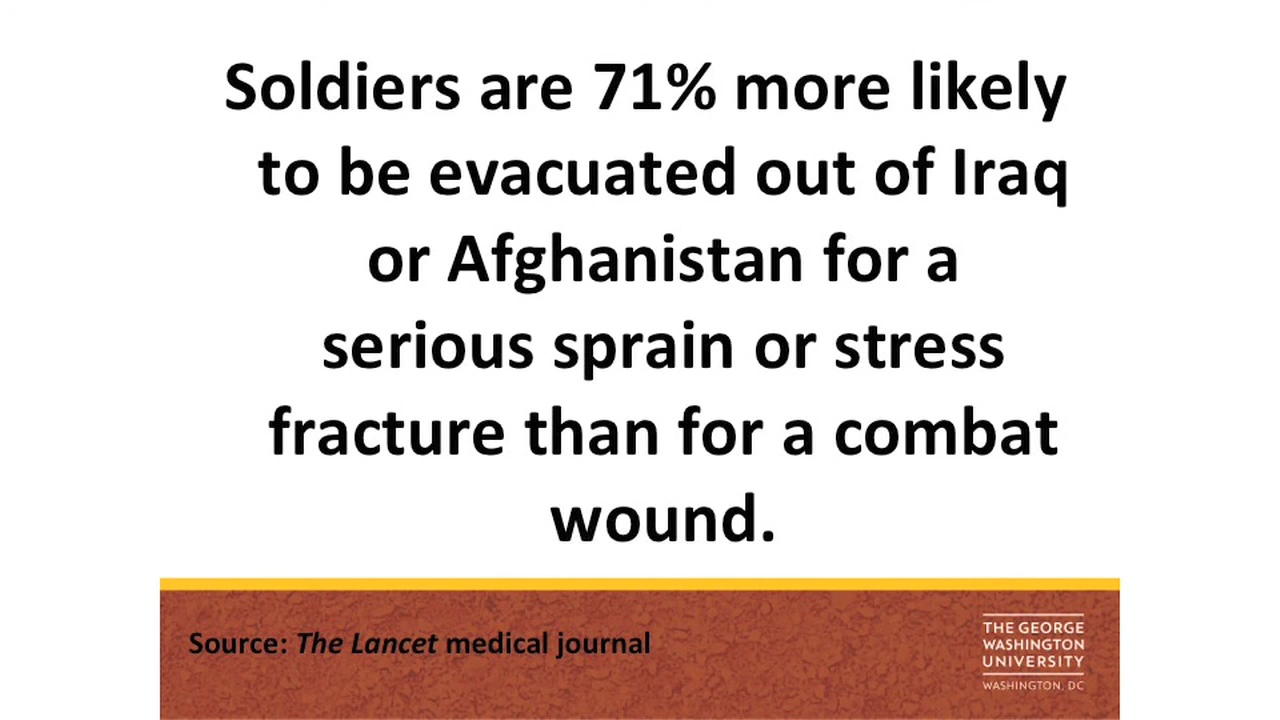 Soldiers are 71% more likely
to be evacuated out of Iraq
or Afghanistan for a
serious sprain or stress
fracture than for a combat
wound.
Source: The Lancet medical journal
THE GEORGE
WASHINGTON
UNIVERSITY
WASHINGTON, DC